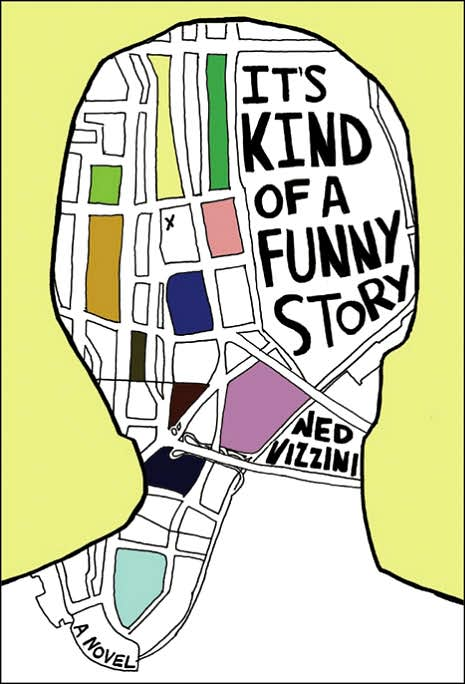 IT'S
KIND
OF A
FUNNY
STORY
NED
VIZZINI
A NOVEL